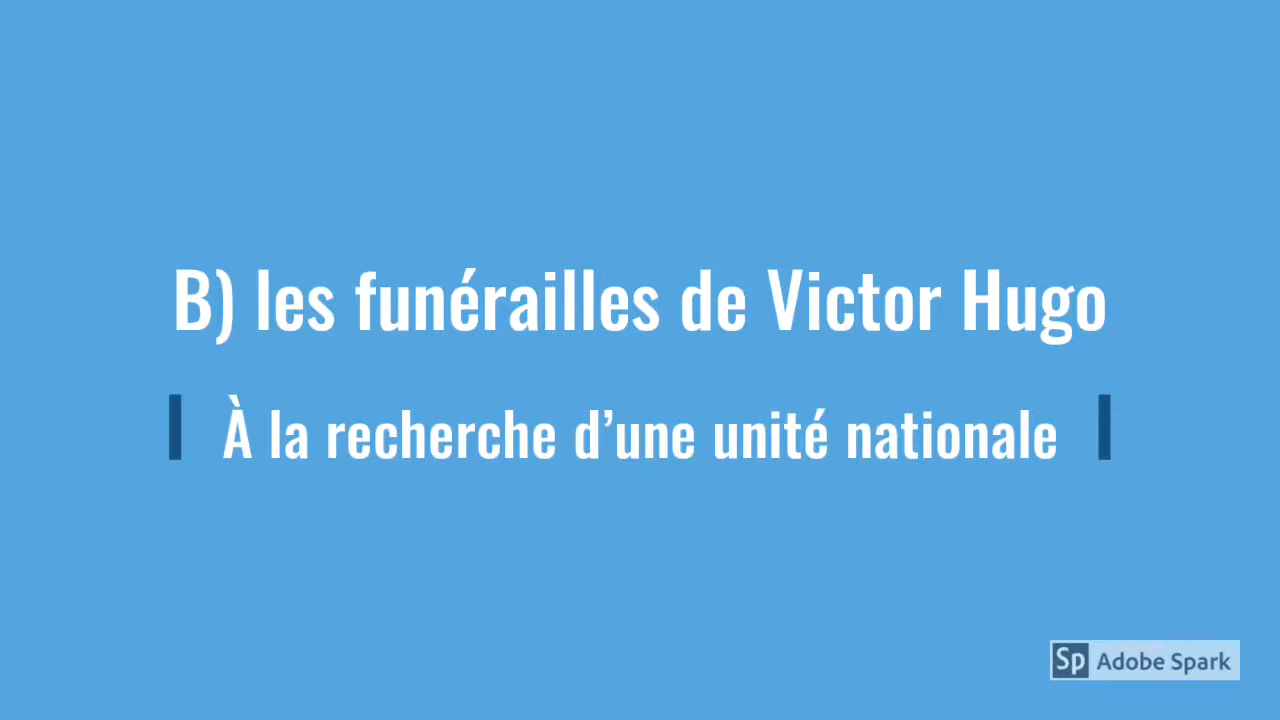 B) les funérailles de Victor Hugo
À la recherche d’une unité nationale
Sp Adobe Spark